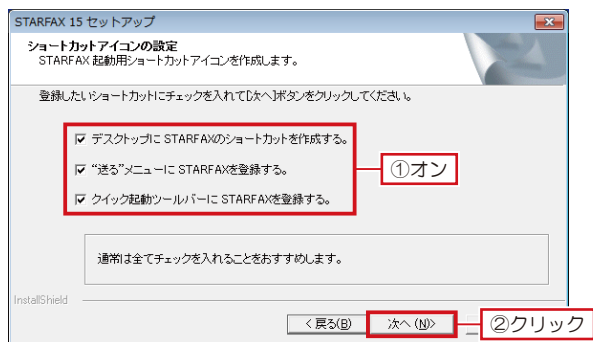 STARFAX 15 セットアップ
ショートカットアイコンの設定
STARFAX 起動用ショートカットアイコンを作成します。
登録したいショートカットにチェックを入れて[次へ]ボタンをクリックしてください。
デスクトップに STARFAXのショートカットを作成する。
“送る”メニューに STARFAXを登録する。
①オン
クイック起動ツールバーに STARFAXを登録する。
通常は全てチェックを入れることをおすすめします。
InstallShield
< 戻る(B)
次へ (N)>
②クリック